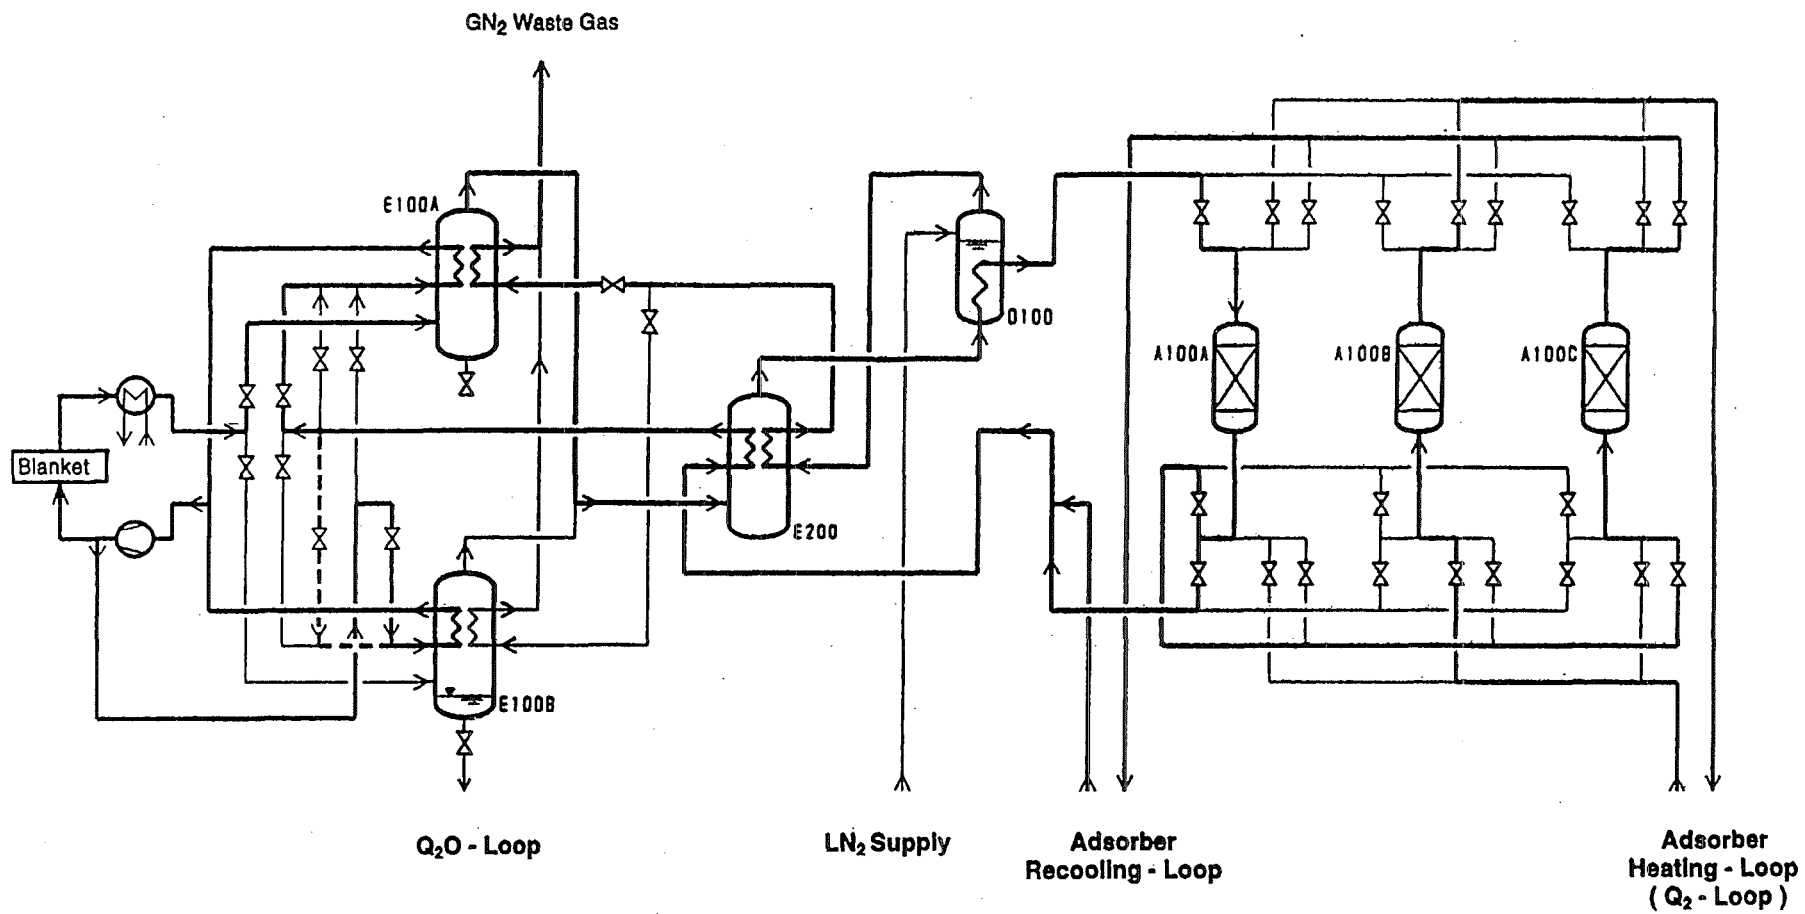 GN₂ Waste Gas
E100A
O100
A100A
A100B
A100C
Blanket
E200
E100B
Q₂O - Loop
LN₂ Supply
Adsorber
Recooling - Loop
Adsorber
Heating - Loop
( Q₂ - Loop )